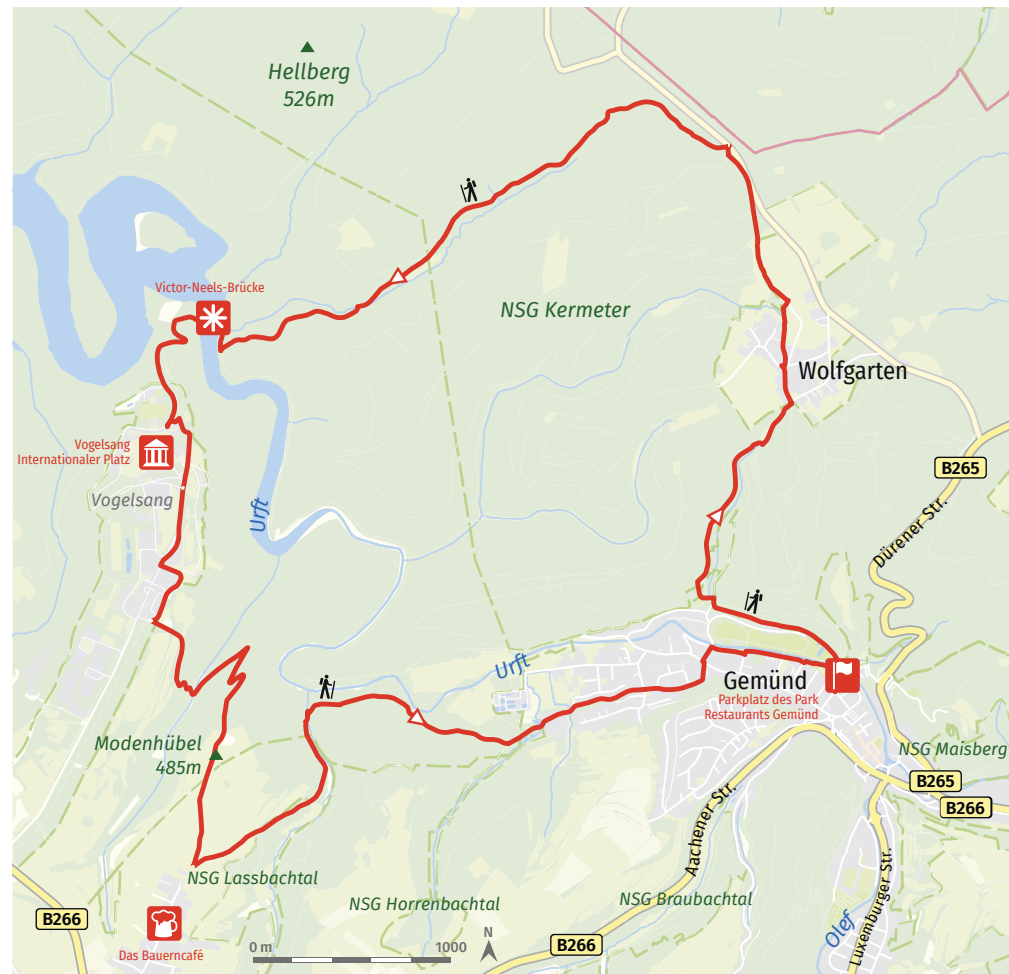 Hellberg
526m
Victor-Neels-Brücke
NSG Kermeter
Wolfgarten
Vogelsang
Internationaler Platz
Vogelsang
Urft
B265
Dürener Str.
Urft
Gemünd
Parkplatz des Park
Restaurants Gemünd
Modenhübel
485m
NSG Maisberg
B265
B266
Aachener Str.
NSG Lassbachtal
NSG Horrenbachtal
NSG Braubachtal
Luxemburger Str.
Olef
B266
Das Bauerncafé
0 m
1000
N
B266